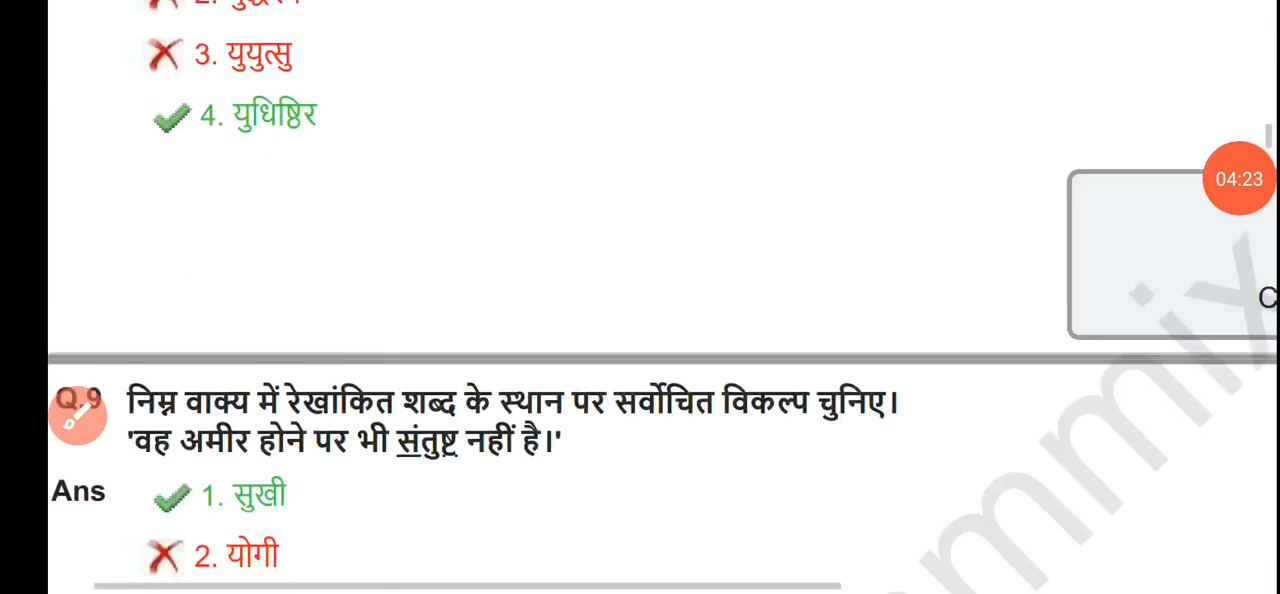 3. युयुत्सु
4. युधिष्ठिर
04:23
C
Q.9 निम्न वाक्य में रेखांकित शब्द के स्थान पर सर्वोचित विकल्प चुनिए।
'वह अमीर होने पर भी संतुष्ट नहीं है।'
Ans 1. सुखी
2. योगी